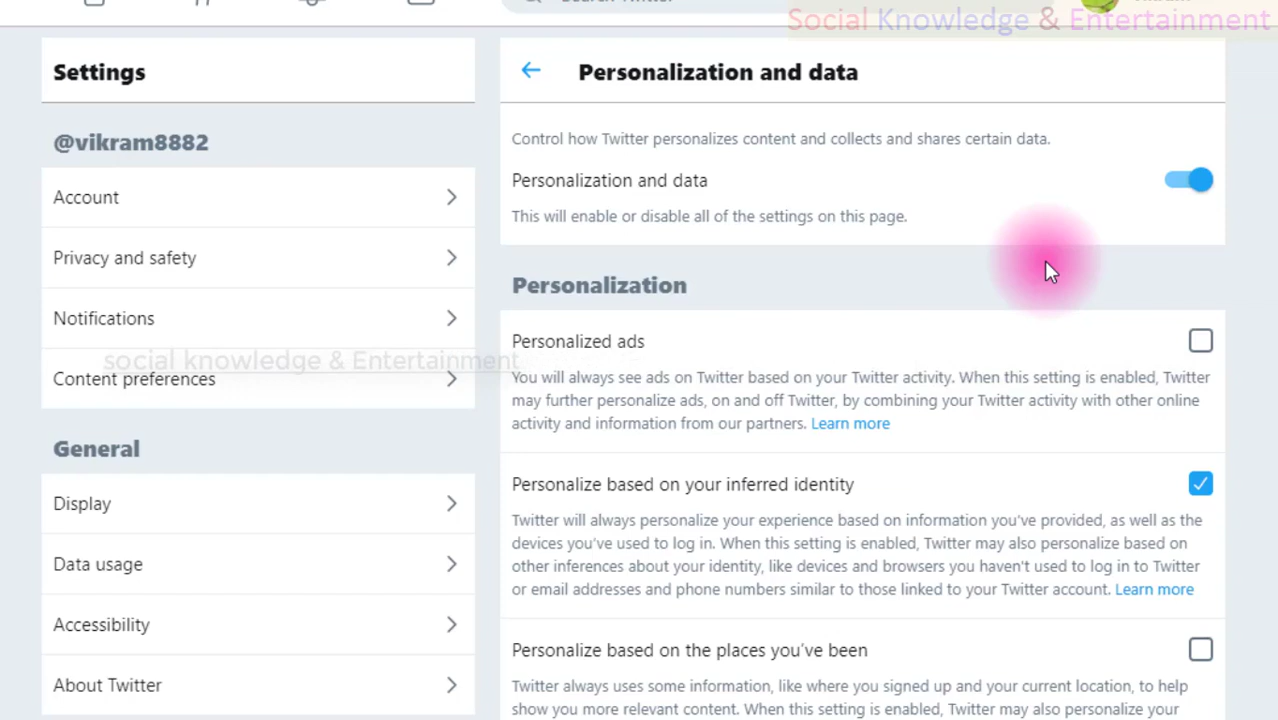 Social Knowledge & Entertainment
Settings
@vikram8882
Account
Privacy and safety
Notifications
social knowledge & Entertainment
Content preferences
General
Display
Data usage
Accessibility
About Twitter
Personalization and data
Control how Twitter personalizes content and collects and shares certain data.
Personalization and data
This will enable or disable all of the settings on this page.
Personalization
Personalized ads
You will always see ads on Twitter based on your Twitter activity. When this setting is enabled, Twitter
may further personalize ads, on and off Twitter, by combining your Twitter activity with other online
activity and information from our partners. Learn more
Personalize based on your inferred identity
Twitter will always personalize your experience based on information you've provided, as well as the
devices you've used to log in. When this setting is enabled, Twitter may also personalize based on
other inferences about your identity, like devices and browsers you haven't used to log in to Twitter
or email addresses and phone numbers similar to those linked to your Twitter account. Learn more
Personalize based on the places you've been
Twitter always uses some information, like where you signed up and your current location, to help
show you more relevant content. When this setting is enabled, Twitter may also personalize your